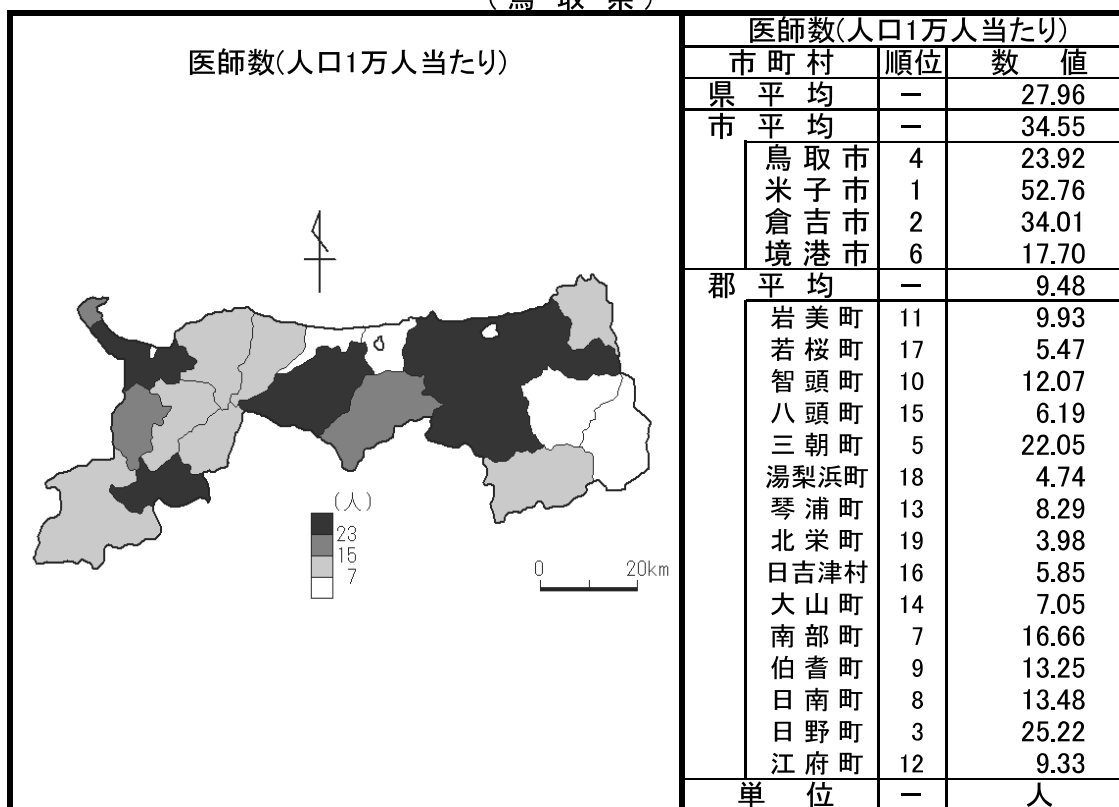 (鳥取県)
医師数(人口1万人当たり)
(人)
23
15
7
0 20km
医師数(人口1万人当たり)
市町村 順位 数 値
県 平 均 － 27.96
市 平 均 － 34.55
鳥取市 4 23.92
米子市 1 52.76
倉吉市 2 34.01
境港市 6 17.70
郡 平 均 － 9.48
岩美町 11 9.93
若桜町 17 5.47
智頭町 10 12.07
八頭町 15 6.19
三朝町 5 22.05
湯梨浜町 18 4.74
琴浦町 13 8.29
北栄町 19 3.98
日吉津村 16 5.85
大山町 14 7.05
南部町 7 16.66
伯耆町 9 13.25
日南町 8 13.48
日野町 3 25.22
江府町 12 9.33
単 位 － 人